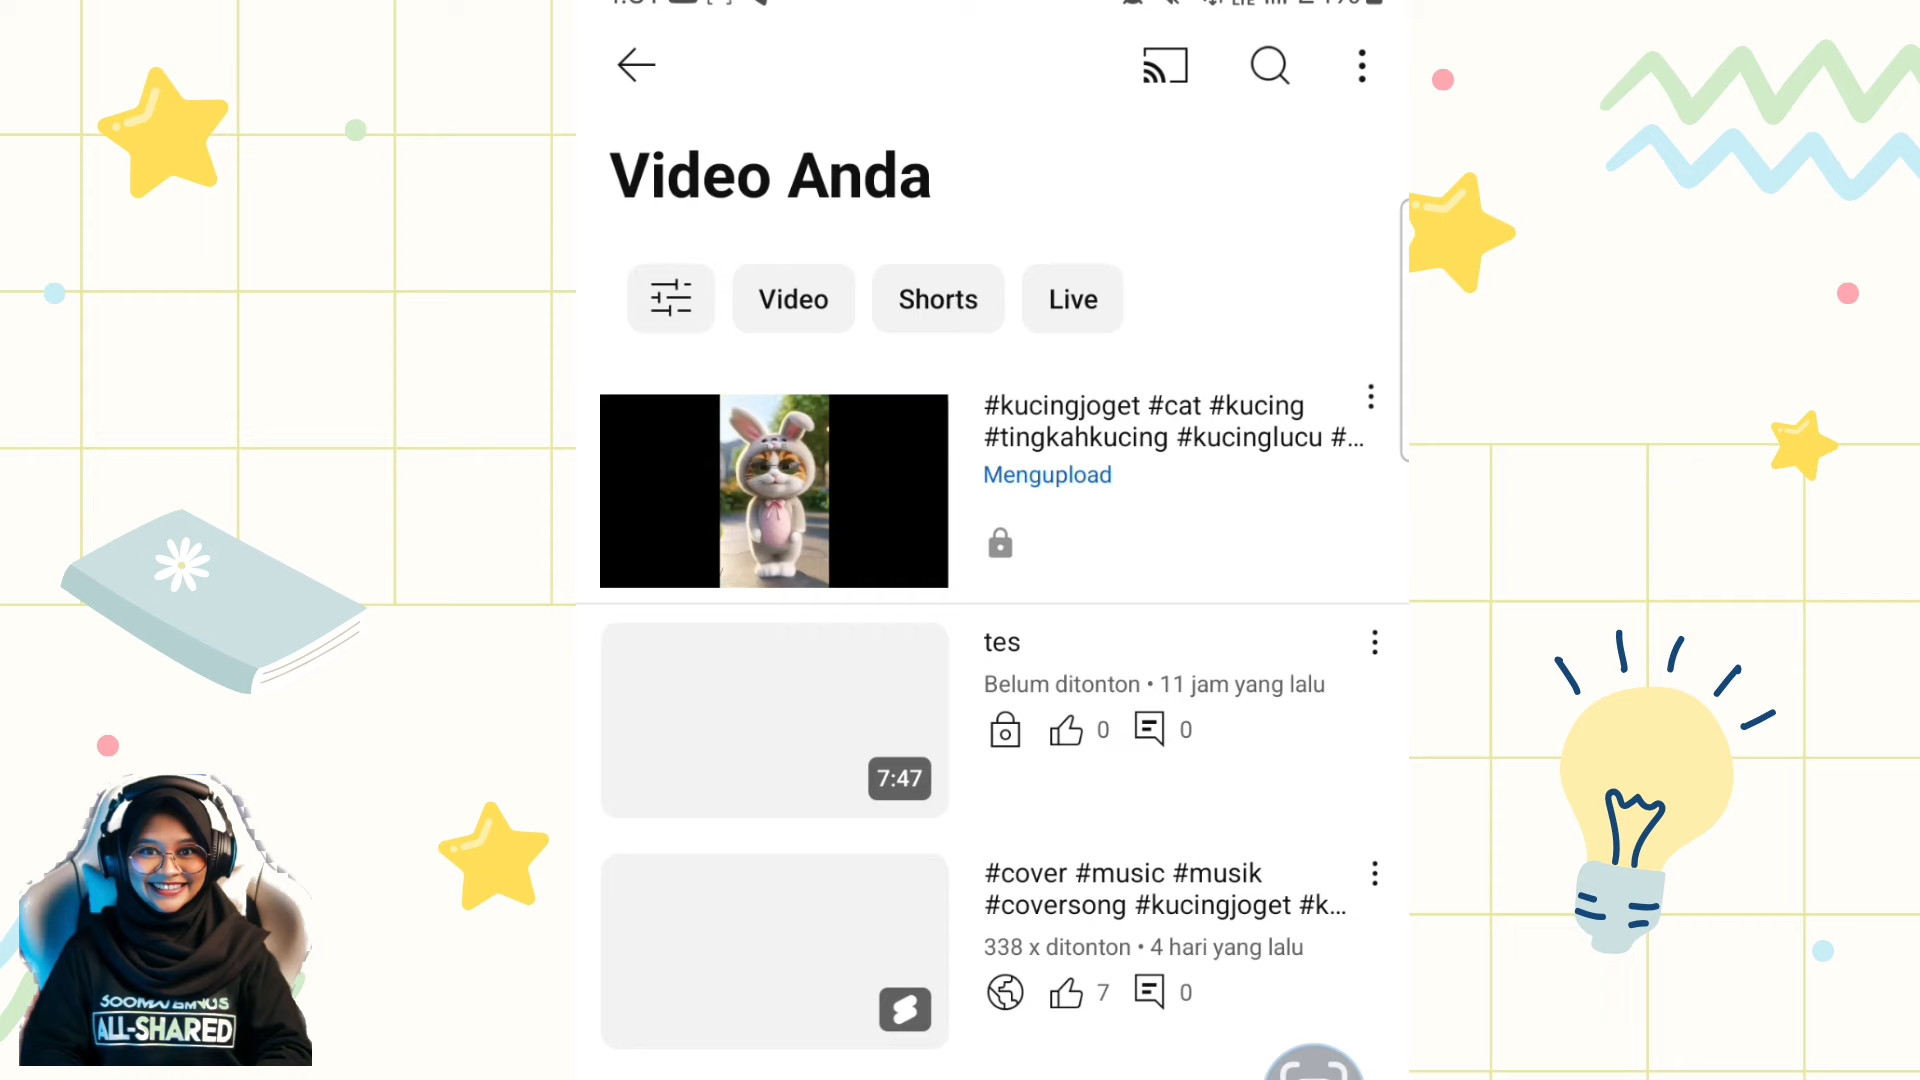 Video Anda
Video Shorts Live
#kucingjoget #cat #kucing
#tingkahkucing #kucinglucu #...
Mengupload
tes
Belum ditonton • 11 jam yang lalu
0 0
7:47
#cover #music #musik
#coversong #kucingjoget #k...
338 x ditonton • 4 hari yang lalu
7 0
ALL-SHARED